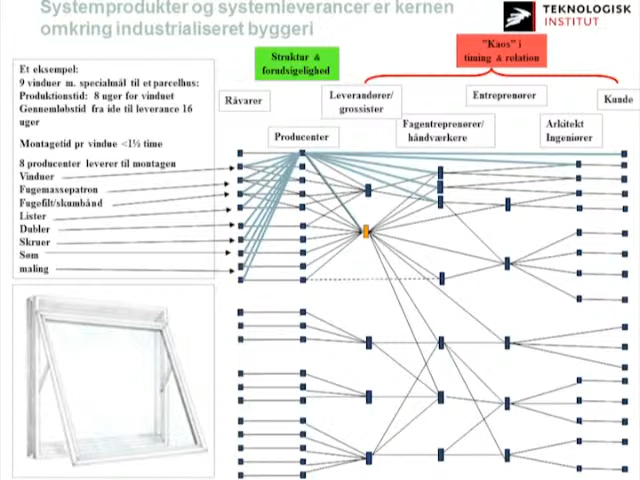 Systemprodukter og systemleverancer er kernen
omkring industrialiseret byggeri
TEKNOLOGISK
INSTITUT
Struktur &
forudsigelighed
"Kaos" i
timing & relation
Et eksempel:
9 vinduer m. specialmål til et parcelhus:
Produktionstid: 8 uger for vinduet
Gennemløbstid fra ide til leverance 16
uger
Montagetid pr vindue <1½ time
8 producenter leverer til montagen
Vinduer
Fugemassepatron
Fugefilt/skumbånd
Lister
Dubler
Skruer
Søm
maling
Råvarer
Producenter
Leverandører/
grossister
Fagentreprenører/
håndværkere
Entreprenører
Arkitekt
Ingeniører
Kunde